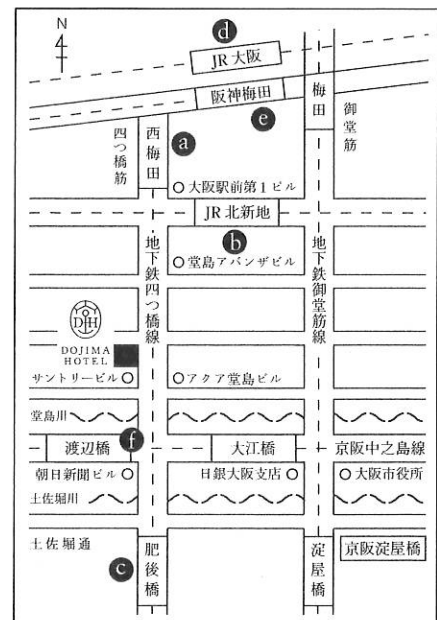 N
d
JR 大阪
阪神梅田
梅田
御堂筋
e
四つ橋筋
西梅田
a
大阪駅前第1ビル
JR 北新地
b
堂島アバンザビル
地下鉄四つ橋線
地下鉄御堂筋線
DH
DOJIMA
HOTEL
サントリービル
アクア堂島ビル
堂島川
渡辺橋
f
大江橋
京阪中之島線
朝日新聞ビル
日銀大阪支店
大阪市役所
土佐堀川
土佐堀通
c
肥後橋
淀屋橋
京阪淀屋橋